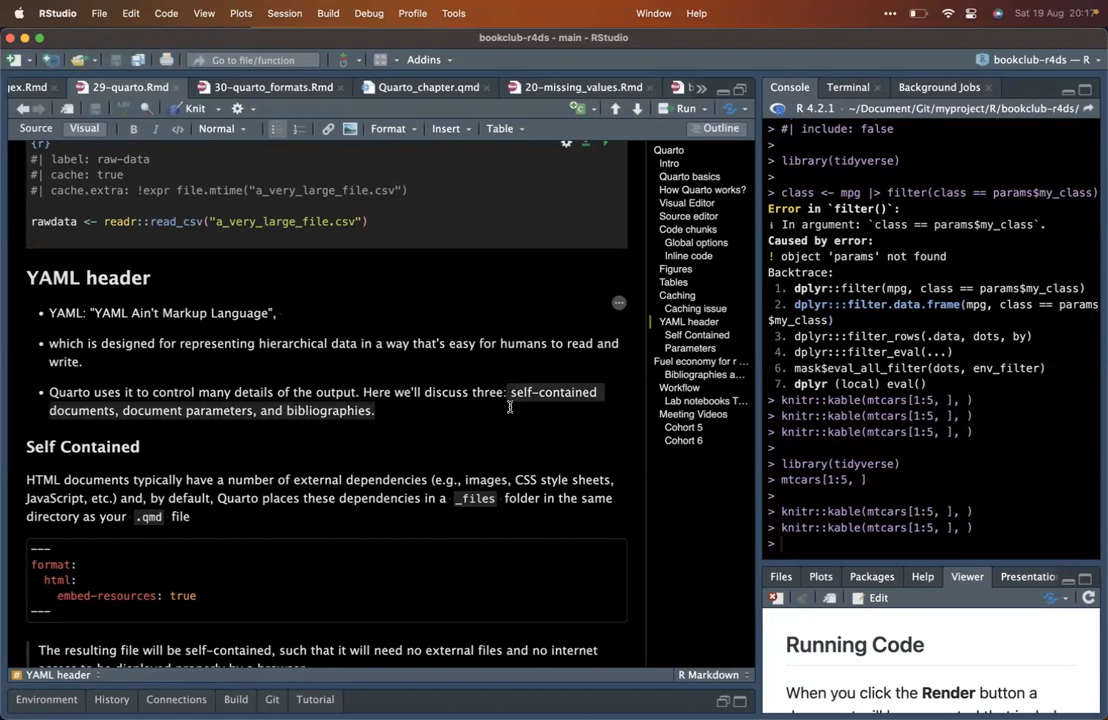 RStudio File Edit Code View Plots Session Build Debug Profile Tools Window Help Sat 19 Aug 20:17
bookclub-r4ds - main - RStudio
Go to file/function Addins bookclub-r4ds — R
gex.Rmd 29-quarto.Rmd 30-quarto_formats.Rmd Quarto_chapter.qmd 20-missing_values.Rmd b
Knit Run
Source Visual B I Normal Format Insert Table Outline
{r}
#| label: raw-data
#| cache: true
#| cache.extra: !expr file.mtime("a_very_large_file.csv")
rawdata <- readr::read_csv("a_very_large_file.csv")
YAML header
• YAML: "YAML Ain't Markup Language",
• which is designed for representing hierarchical data in a way that's easy for humans to read and
write.
• Quarto uses it to control many details of the output. Here we'll discuss three: self-contained
documents, document parameters, and bibliographies.
Self Contained
HTML documents typically have a number of external dependencies (e.g., images, CSS style sheets,
JavaScript, etc.) and, by default, Quarto places these dependencies in a _files folder in the same
directory as your .qmd file
---
format:
html:
embed-resources: true
---
The resulting file will be self-contained, such that it will need no external files and no internet
access to be displayed properly by a browser.
# YAML header R Markdown
Quarto
Intro
Quarto basics
How Quarto works?
Visual Editor
Source editor
Code chunks
Global options
Inline code
Figures
Tables
Caching
Caching issue
YAML header
Self Contained
Parameters
Fuel economy for r ...
Bibliographies a...
Workflow
Lab notebooks T...
Meeting Videos
Cohort 5
Cohort 6
Console Terminal Background Jobs
R 4.2.1 · ~/Document/Git/myproject/R/bookclub-r4ds/
> #| include: false
>
> library(tidyverse)
>
> class <- mpg |> filter(class == params$my_class)
Error in `filter()`:
ℹ In argument: `class == params$my_class`.
Caused by error:
! object 'params' not found
Backtrace:
1. dplyr::filter(mpg, class == params$my_class)
2. dplyr:::filter.data.frame(mpg, class == params
$my_class)
3. dplyr:::filter_rows(.data, dots, by)
4. dplyr:::filter_eval(...)
6. mask$eval_all_filter(dots, env_filter)
7. dplyr (local) eval()
> knitr::kable(mtcars[1:5, ], )
> knitr::kable(mtcars[1:5, ], )
> knitr::kable(mtcars[1:5, ], )
>
> library(tidyverse)
> mtcars[1:5, ]
>
> knitr::kable(mtcars[1:5, ], )
> knitr::kable(mtcars[1:5, ], )
>
Files Plots Packages Help Viewer Presentatio
Edit
Running Code
When you click the Render button a
Environment History Connections Build Git Tutorial